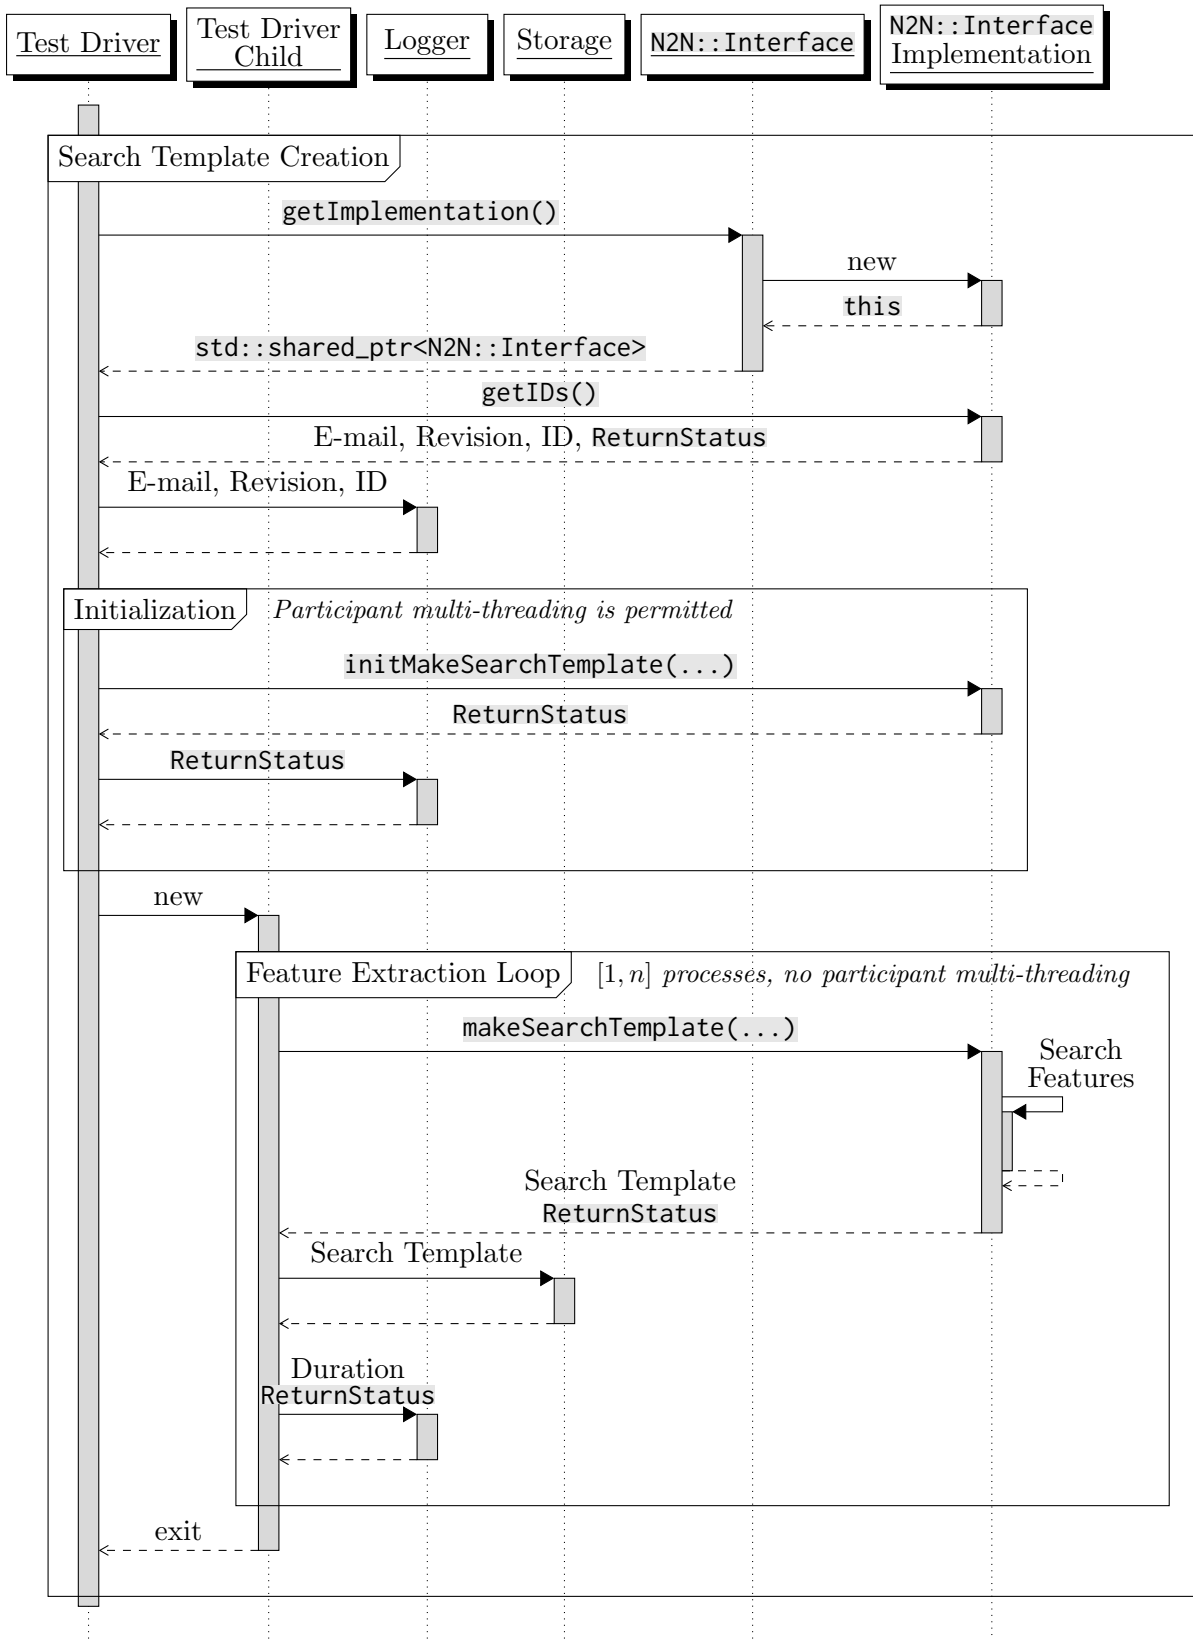 Test Driver
Test Driver
Child
Logger
Storage
N2N::Interface
N2N::Interface
Implementation
Search Template Creation
getImplementation()
new
this
std::shared_ptr<N2N::Interface>
getIDs()
E-mail, Revision, ID, ReturnStatus
E-mail, Revision, ID
Initialization
Participant multi-threading is permitted
initMakeSearchTemplate(...)
ReturnStatus
ReturnStatus
new
Feature Extraction Loop
[1, n] processes, no participant multi-threading
makeSearchTemplate(...)
Search
Features
Search Template
ReturnStatus
Search Template
Duration
ReturnStatus
exit